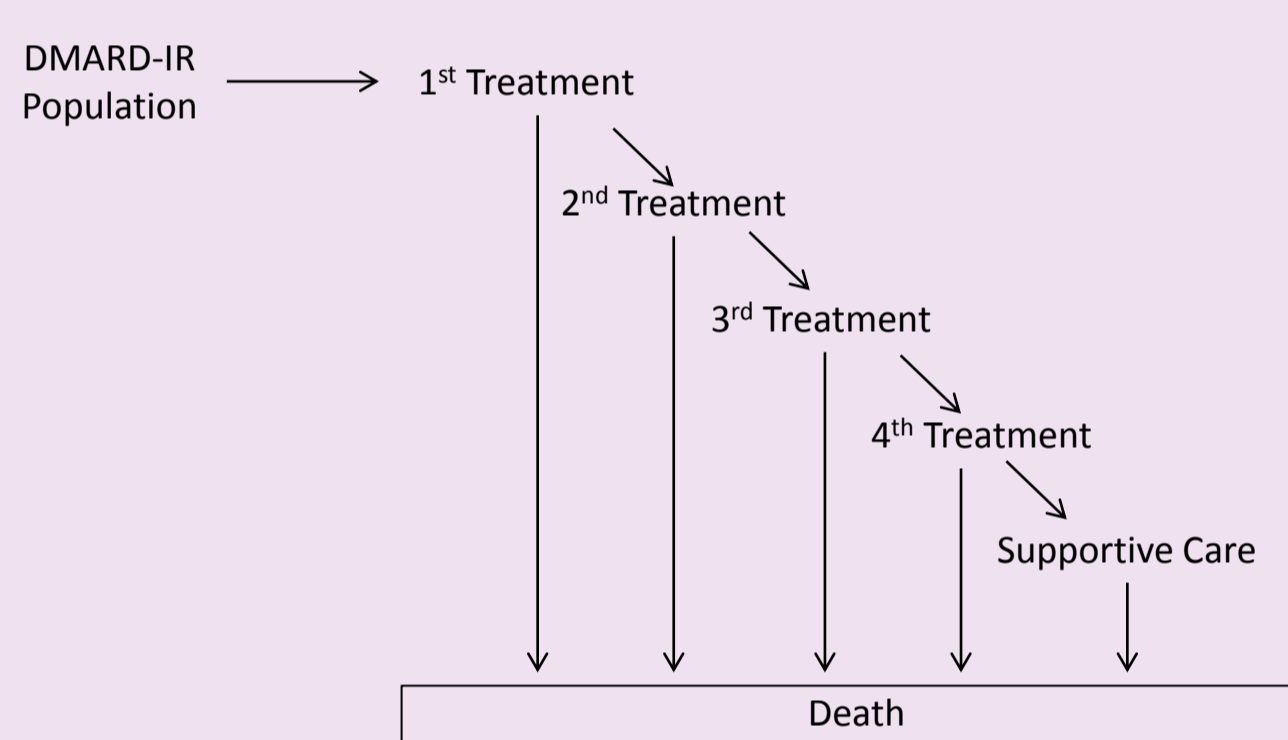 DMARD-IR
Population
1st Treatment
2nd Treatment
3rd Treatment
4th Treatment
Supportive Care
Death